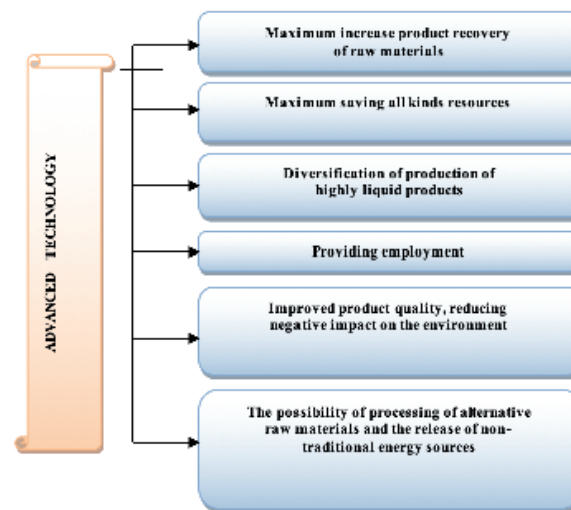 ADVANCED TECHNOLOGY
Maximum increase product recovery
of raw materials
Maximum saving all kinds resources
Diversification of production of
highly liquid products
Providing employment
Improved product quality, reducing
negative impact on the environment
The possibility of processing of alternative
raw materials and the release of non-
traditional energy sources